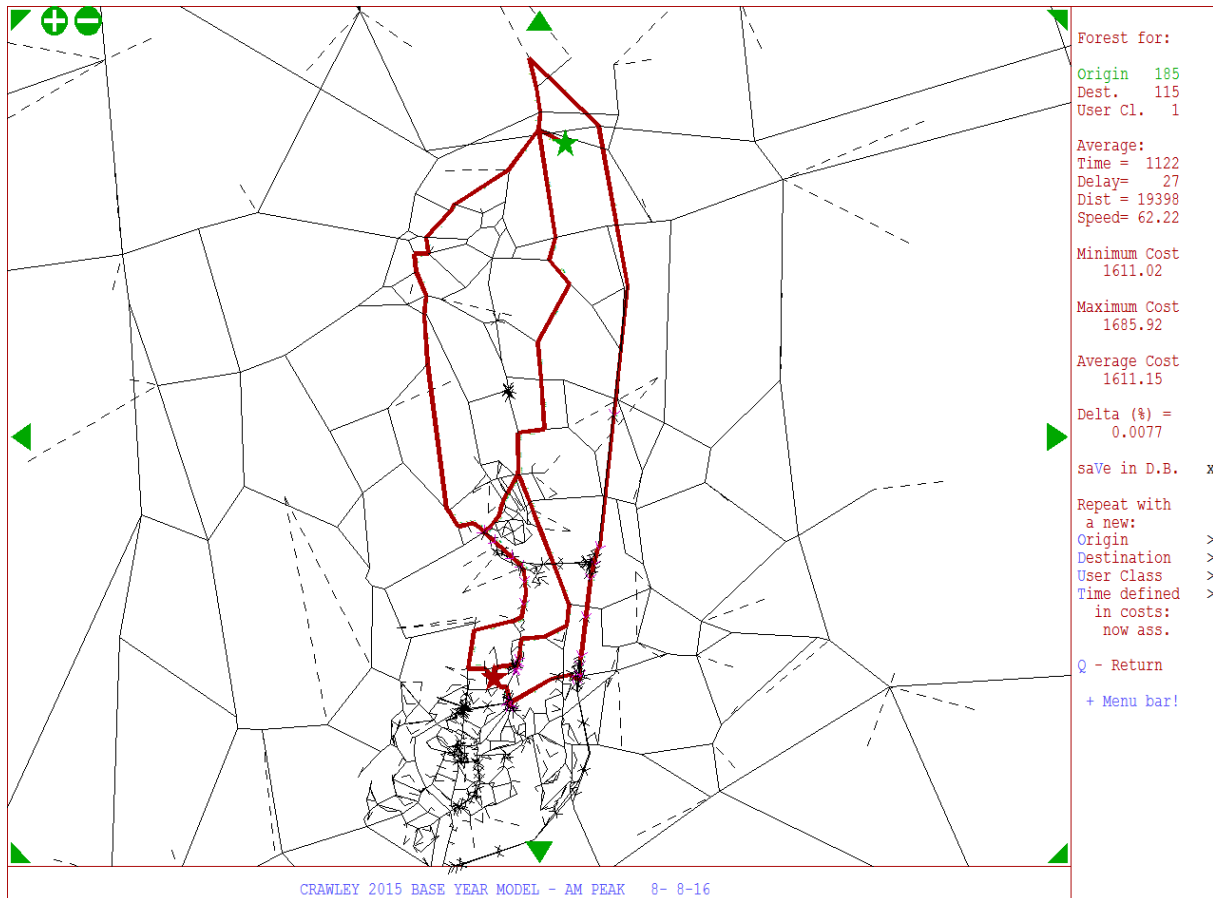 Forest for:
Origin 185
Dest. 115
User Cl. 1
Average:
Time = 1122
Delay= 27
Dist = 19398
Speed= 62.22
Minimum Cost
1611.02
Maximum Cost
1685.92
Average Cost
1611.15
Delta (%) =
0.0077
saVe in D.B. x
Repeat with
a new:
Origin >
Destination >
User Class >
Time defined >
in costs:
now ass.
Q - Return
+ Menu bar!
CRAWLEY 2015 BASE YEAR MODEL - AM PEAK 8- 8-16